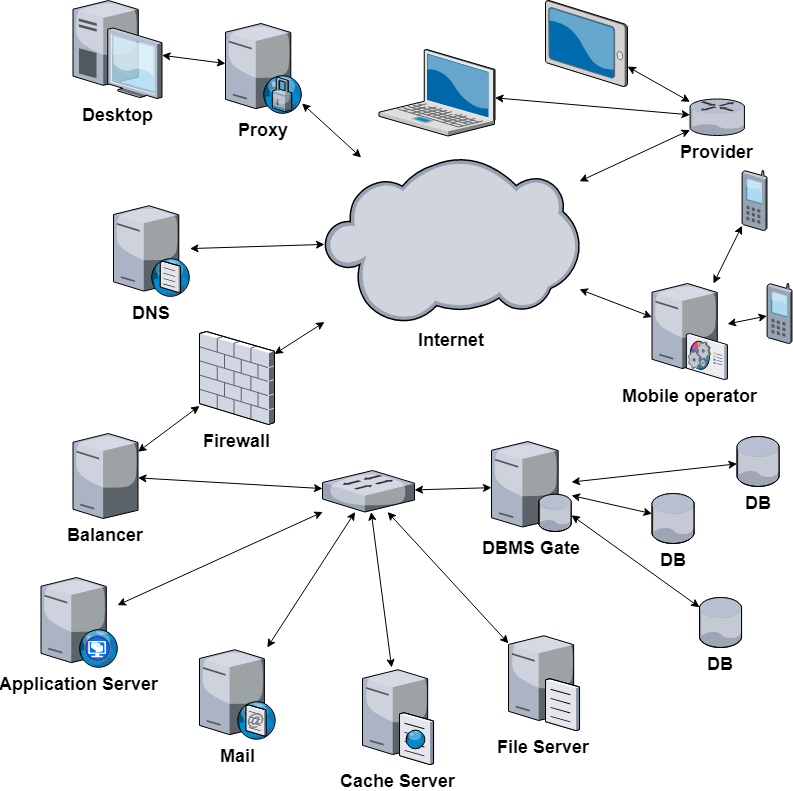 Desktop
Proxy
Provider
DNS
Internet
Mobile operator
Firewall
Balancer
DBMS Gate
DB
DB
DB
Application Server
Mail
Cache Server
File Server
@